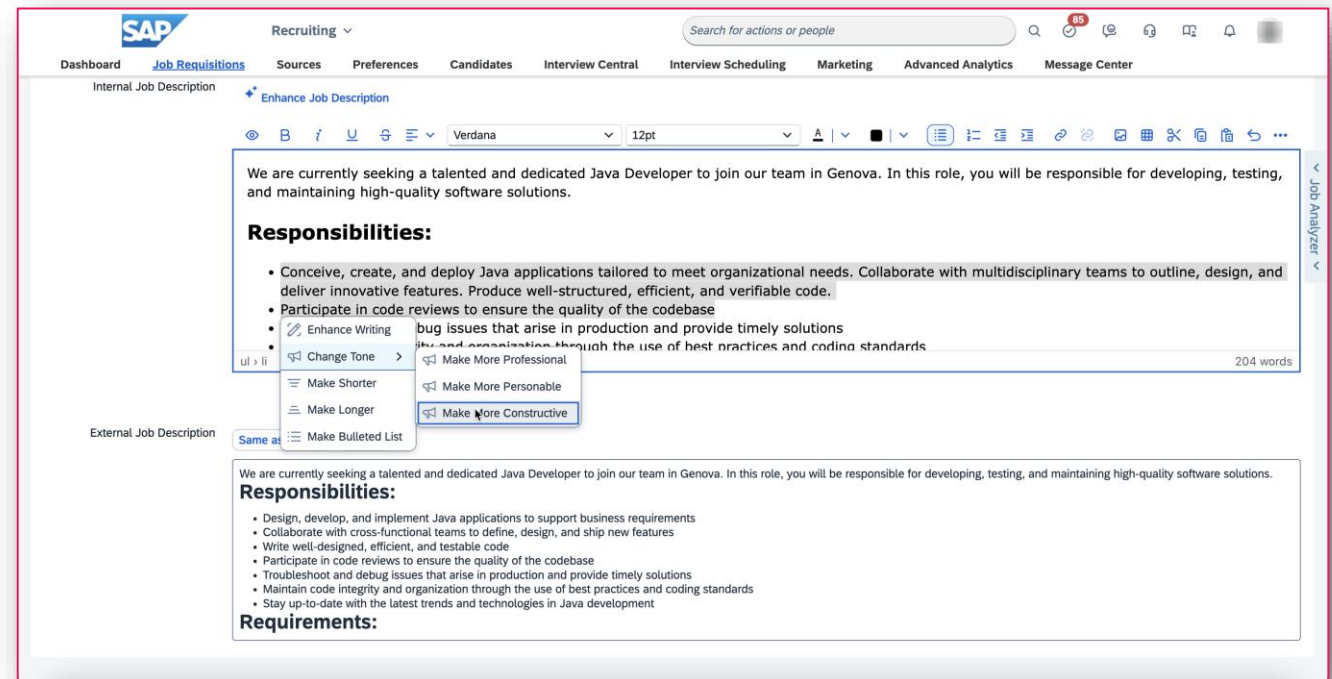 SAP
Recruiting
Search for actions or people
85
Dashboard
Job Requisitions
Sources
Preferences
Candidates
Interview Central
Interview Scheduling
Marketing
Advanced Analytics
Message Center
Internal Job Description
Enhance Job Description
B i U S
Verdana
12pt
A
We are currently seeking a talented and dedicated Java Developer to join our team in Genova. In this role, you will be responsible for developing, testing,
and maintaining high-quality software solutions.
Responsibilities:
• Conceive, create, and deploy Java applications tailored to meet organizational needs. Collaborate with multidisciplinary teams to outline, design, and
deliver innovative features. Produce well-structured, efficient, and verifiable code.
• Participate in code reviews to ensure the quality of the codebase
bug issues that arise in production and provide timely solutions
ity and organization through the use of best practices and coding standards
ul › li
204 words
Job Analyzer
Enhance Writing
Change Tone
Make Shorter
Make Longer
Make Bulleted List
Make More Professional
Make More Personable
Make More Constructive
External Job Description
Same as
We are currently seeking a talented and dedicated Java Developer to join our team in Genova. In this role, you will be responsible for developing, testing, and maintaining high-quality software solutions.
Responsibilities:
• Design, develop, and implement Java applications to support business requirements
• Collaborate with cross-functional teams to define, design, and ship new features
• Write well-designed, efficient, and testable code
• Participate in code reviews to ensure the quality of the codebase
• Troubleshoot and debug issues that arise in production and provide timely solutions
• Maintain code integrity and organization through the use of best practices and coding standards
• Stay up-to-date with the latest trends and technologies in Java development
Requirements: